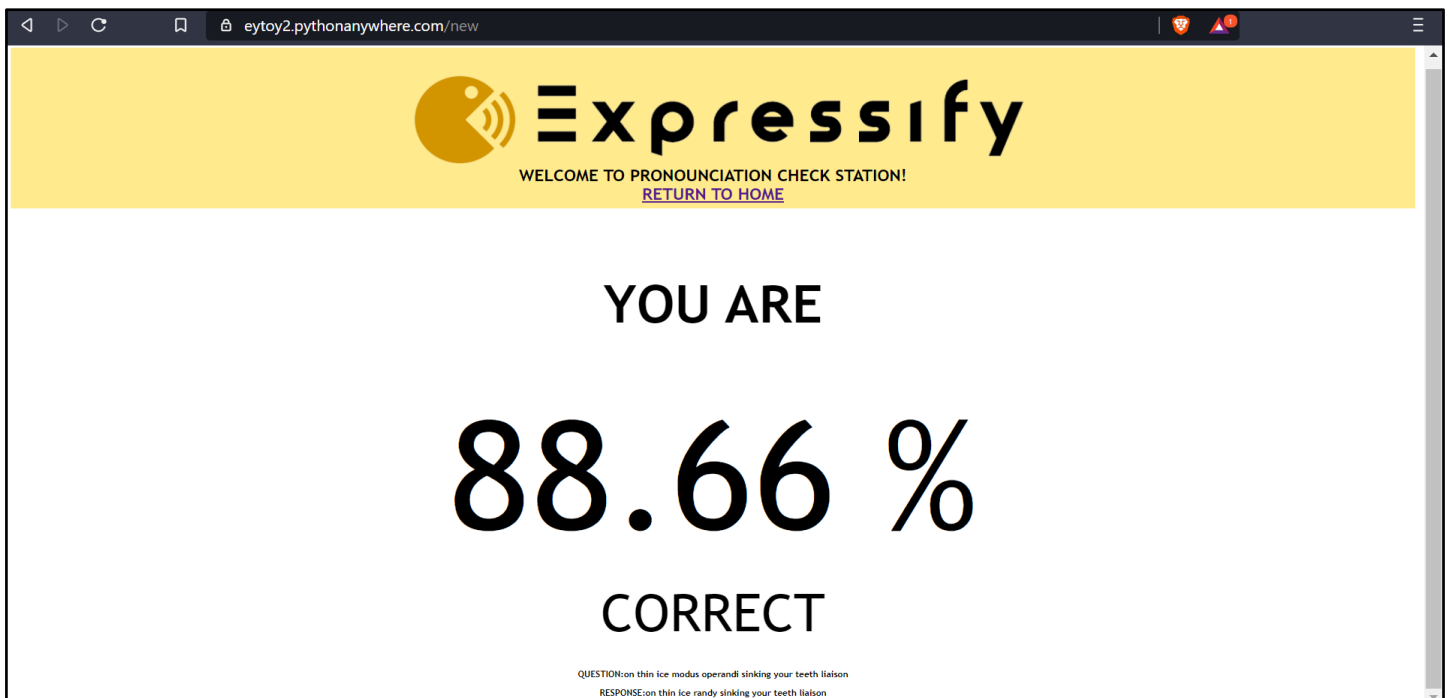 eytoy2.pythonanywhere.com/new
1
Expressify
WELCOME TO PRONOUNCIATION CHECK STATION!
RETURN TO HOME
YOU ARE
88.66 %
CORRECT
QUESTION:on thin ice modus operandi sinking your teeth liaison
RESPONSE:on thin ice randy sinking your teeth liaison